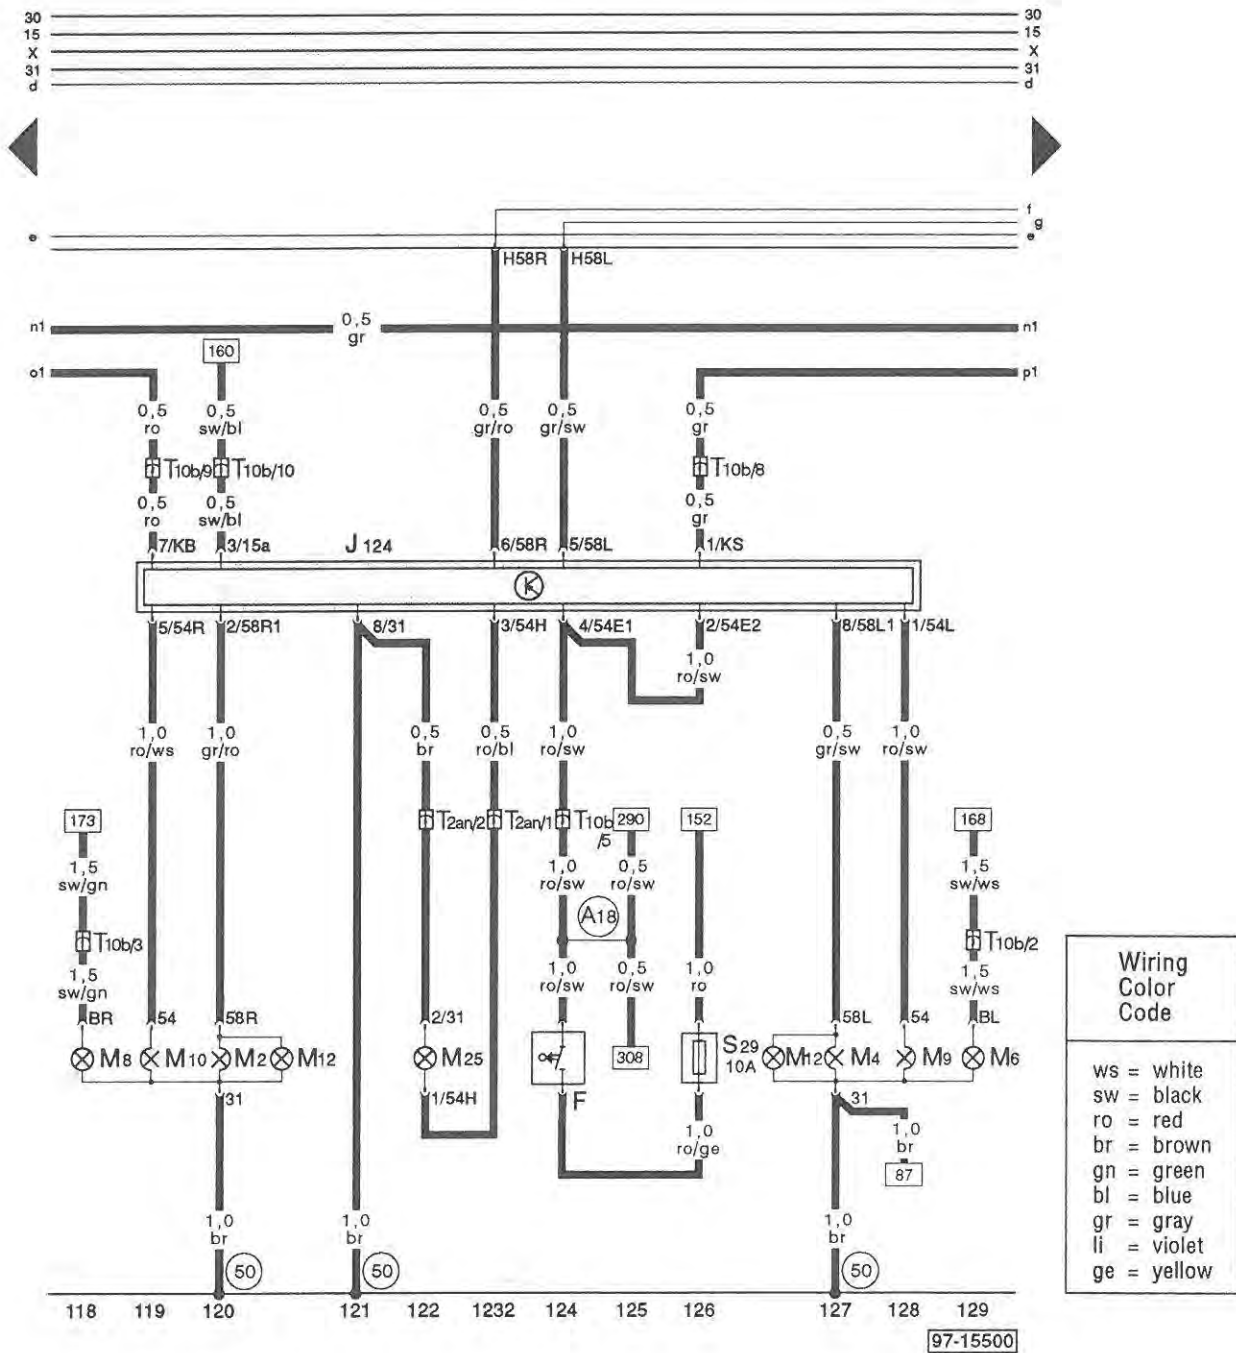 30 30
15 15
X X
31 31
d d
f
g
e e
H58R H58L
n1 0,5 gr n1
160
o1 p1
0,5 ro 0,5 sw/bl 0,5 gr/ro 0,5 gr/sw 0,5 gr
T10b/9 T10b/10 T10b/8
0,5 ro 0,5 sw/bl 0,5 gr
7/KB 3/15a J 124 6/58R 5/58L 1/KS
5/54R 2/58R1 8/31 3/54H 4/54E1 2/54E2 8/58L1 1/54L
1,0 ro/sw
1,0 ro/ws 1,0 gr/ro 0,5 br 0,5 ro/bl 1,0 ro/sw 0,5 gr/sw 1,0 ro/sw
173 T2an/2 T2an/1 T10b/5 290 152 168
1,5 sw/gn 1,0 ro/sw 0,5 ro/sw 1,5 sw/ws
A18
T10b/3 T10b/2
1,5 sw/gn 1,0 ro/sw 0,5 ro/sw 1,0 ro 1,5 sw/ws
BR 54 58R 2/31 58L 54 BL
M8 M10 M2 M12 M25 308 S29 10A M12 M4 M9 M6
31 1/54H F 31
1,0 ro/ge 1,0 br
87
1,0 br 1,0 br 1,0 br
50 50 50
118 119 120 121 122 1232 124 125 126 127 128 129
97-15500
Wiring
Color
Code
ws = white
sw = black
ro = red
br = brown
gn = green
bl = blue
gr = gray
li = violet
ge = yellow